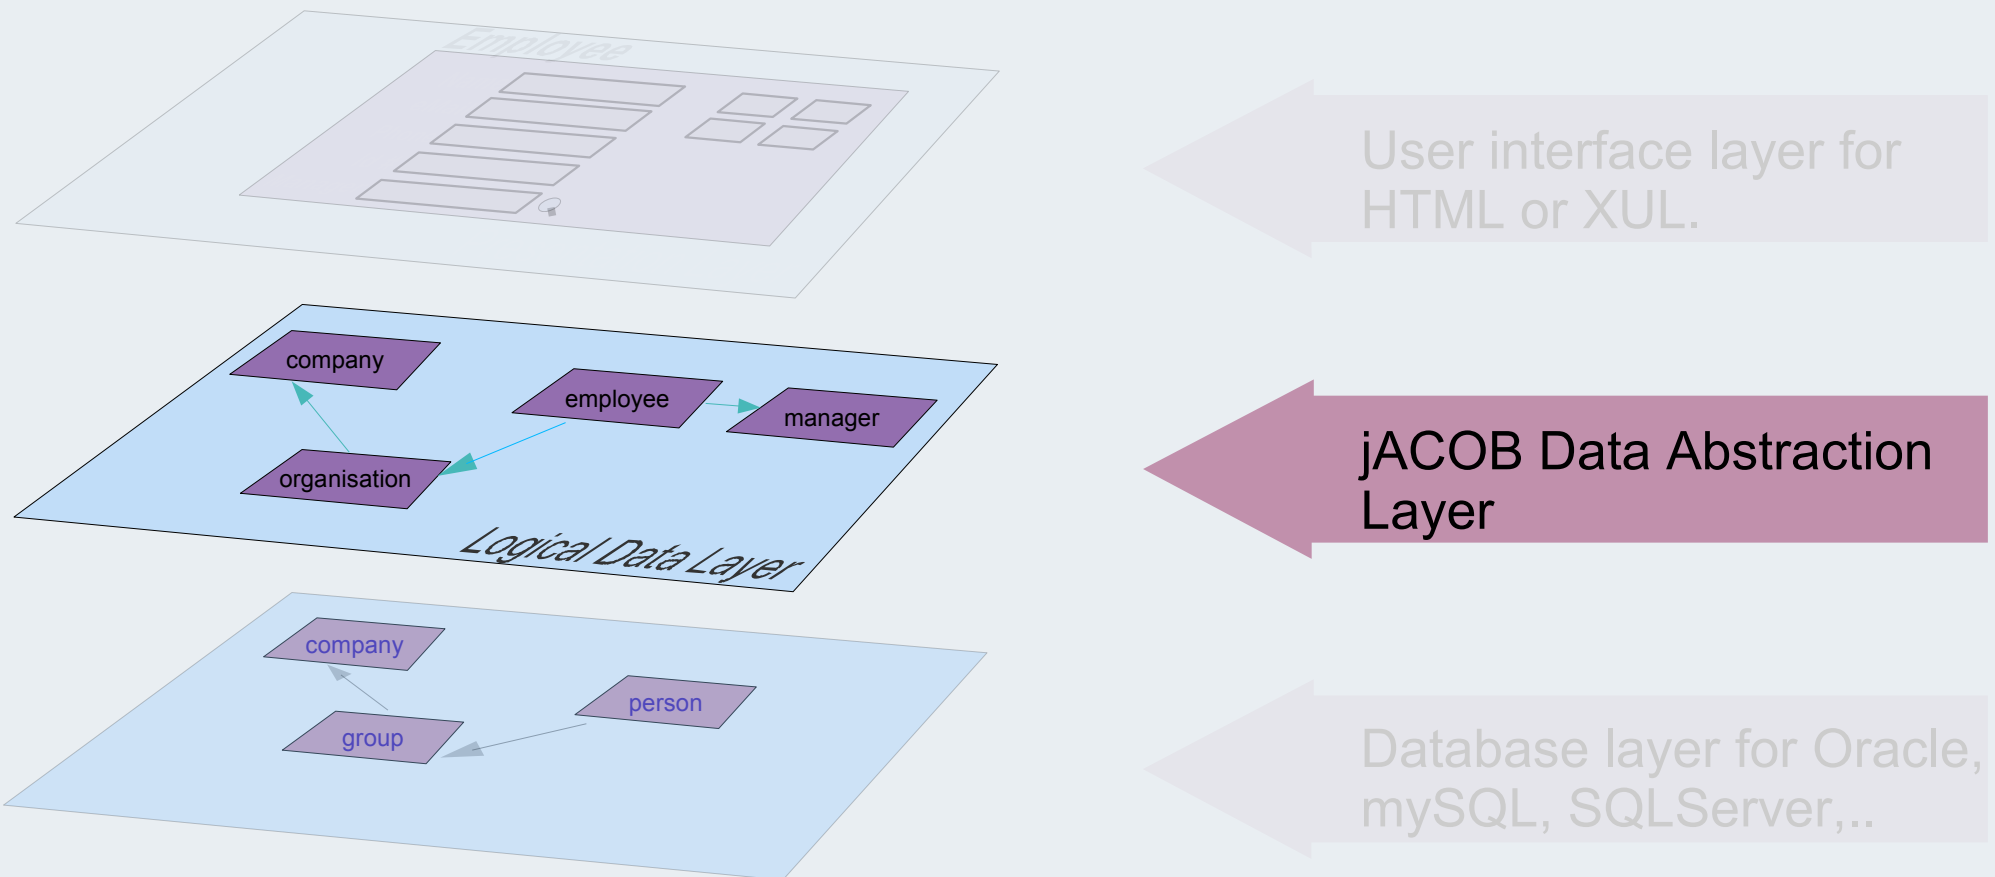 Employee
User interface layer for
HTML or XUL.
company
employee
manager
organisation
Logical Data Layer
jACOB Data Abstraction
Layer
company
person
group
Database layer for Oracle,
mySQL, SQLServer,..